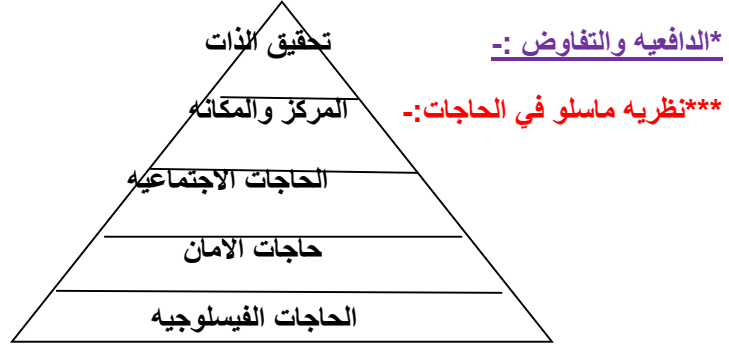 *الدافعيه والتفاوض :-
***نظريه ماسلو في الحاجات:-
تحقيق الذات
المركز والمكانه
الحاجات الاجتماعيه
حاجات الامان
الحاجات الفيسلوجيه